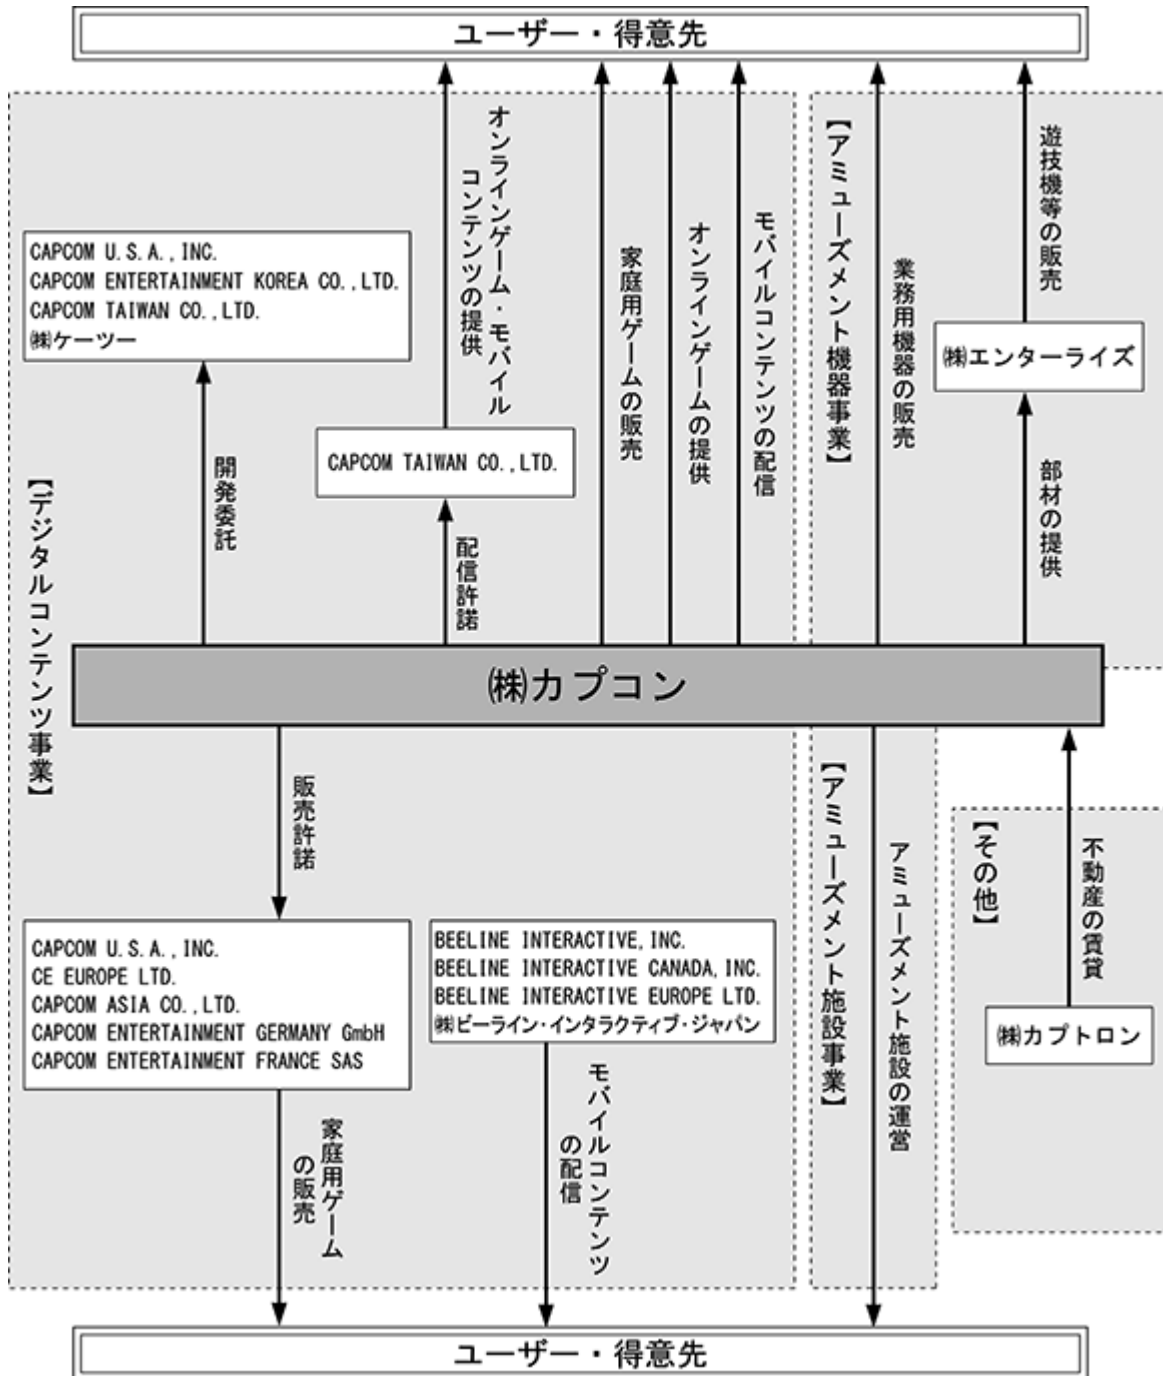 ユーザー・得意先
オンラインゲーム・モバイル
コンテンツの提供
家庭用ゲームの販売
オンラインゲームの提供
モバイルコンテンツの配信
【アミューズメント機器事業】
業務用機器の販売
遊技機等の販売
CAPCOM U.S.A.,INC.
CAPCOM ENTERTAINMENT KOREA CO.,LTD.
CAPCOM TAIWAN CO.,LTD.
㈱ケーツー
㈱エンターライズ
CAPCOM TAIWAN CO.,LTD.
開発委託
配信許諾
部材の提供
【デジタルコンテンツ事業】
㈱カプコン
販売許諾
【アミューズメント施設事業】
アミューズメント施設の運営
【その他】
不動産の賃貸
CAPCOM U.S.A.,INC.
CE EUROPE LTD.
CAPCOM ASIA CO.,LTD.
CAPCOM ENTERTAINMENT GERMANY GmbH
CAPCOM ENTERTAINMENT FRANCE SAS
BEELINE INTERACTIVE,INC.
BEELINE INTERACTIVE CANADA,INC.
BEELINE INTERACTIVE EUROPE LTD.
㈱ビーライン・インタラクティブ・ジャパン
㈱カプトロン
家庭用ゲーム
の販売
モバイルコンテンツ
の配信
ユーザー・得意先